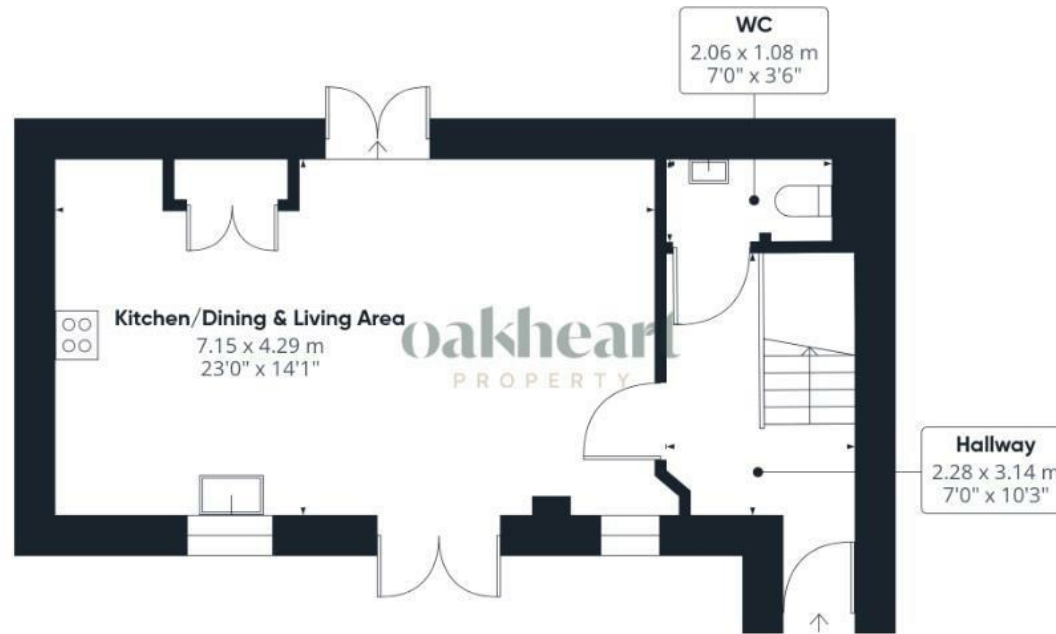 WC
2.06 x 1.08 m
7'0" x 3'6"
Kitchen/Dining & Living Area
7.15 x 4.29 m
23'0" x 14'1"
oakheart
PROPERTY
Hallway
2.28 x 3.14 m
7'0" x 10'3"